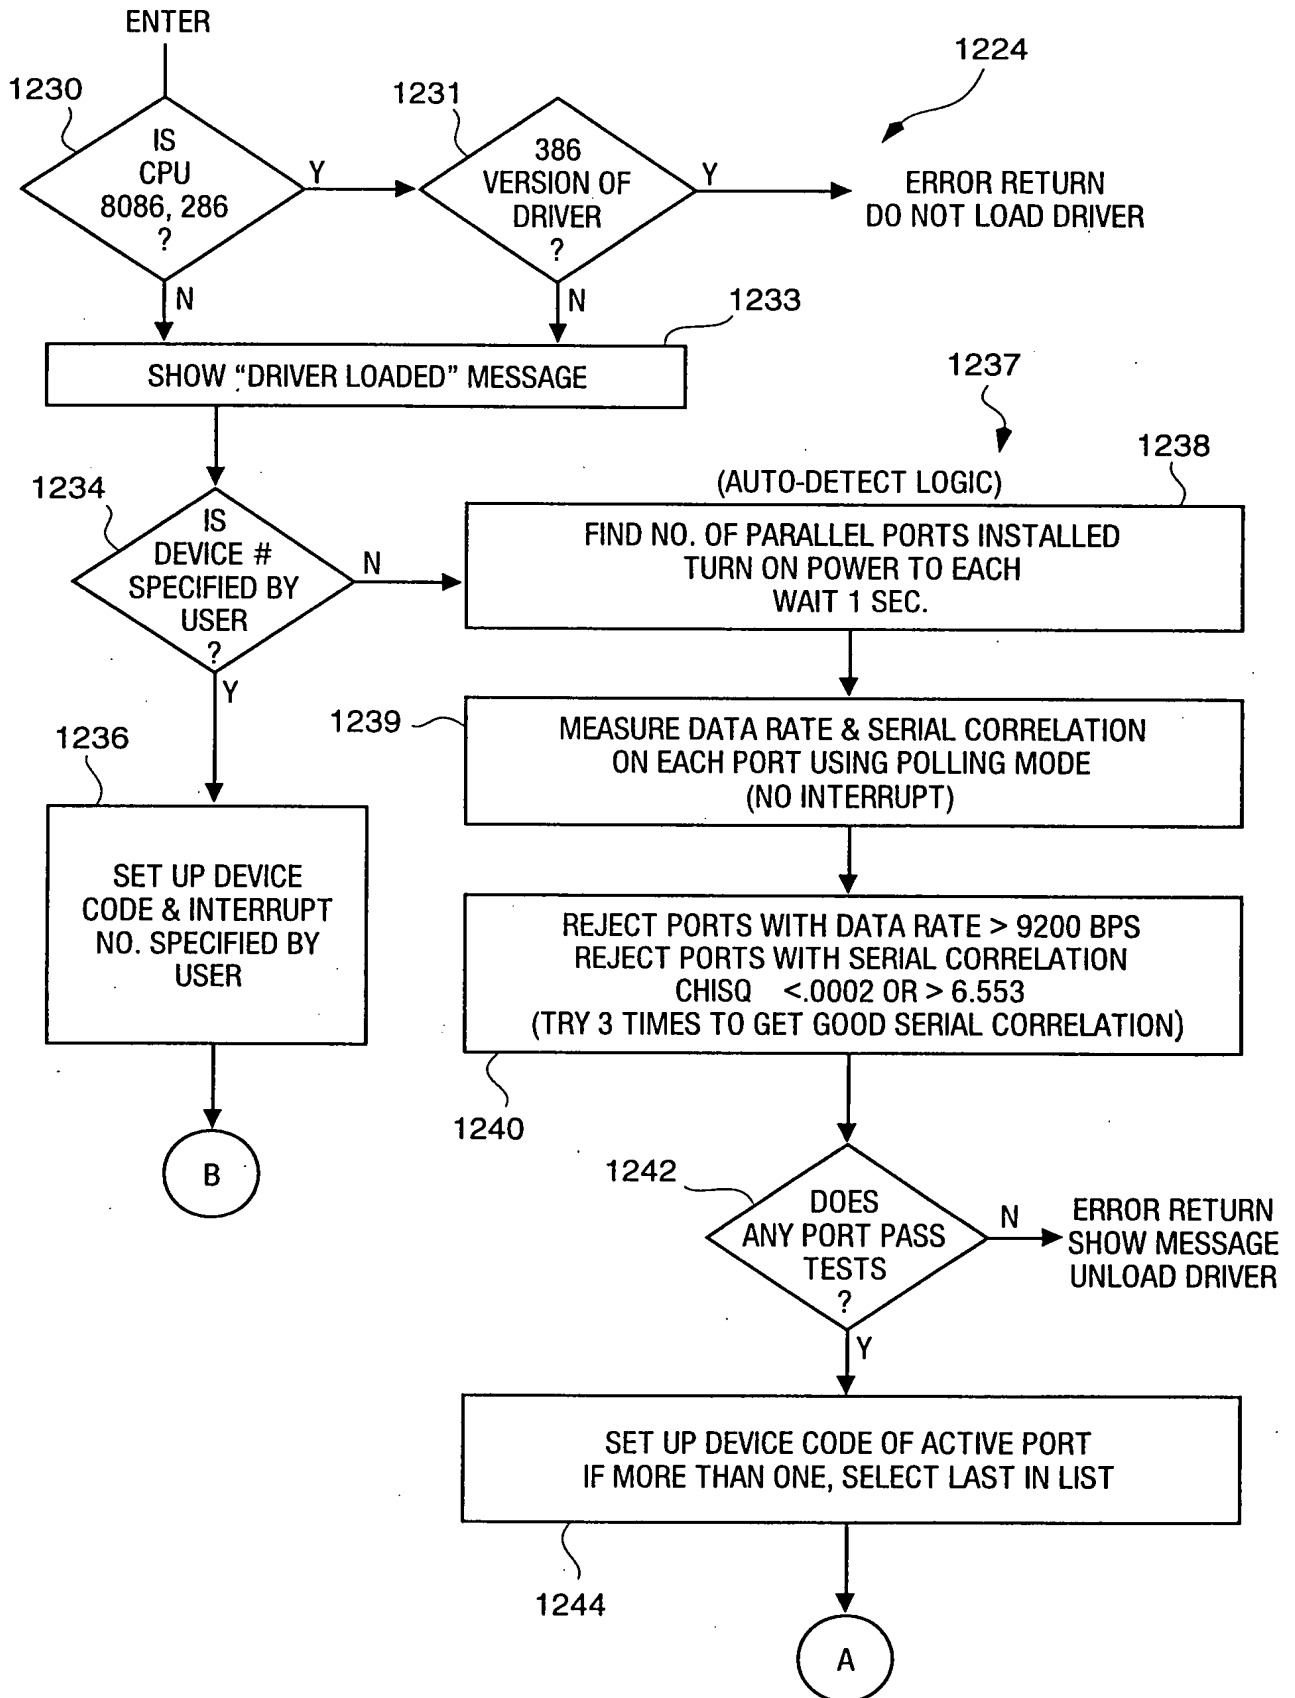 ENTER
1224
1230
IS
CPU
8086, 286
?
Y
N
1231
386
VERSION OF
DRIVER
?
Y
N
ERROR RETURN
DO NOT LOAD DRIVER
1233
SHOW “DRIVER LOADED” MESSAGE
1234
IS
DEVICE #
SPECIFIED BY
USER
?
N
Y
1236
SET UP DEVICE
CODE & INTERRUPT
NO. SPECIFIED BY
USER
B
1237
(AUTO-DETECT LOGIC)
1238
FIND NO. OF PARALLEL PORTS INSTALLED
TURN ON POWER TO EACH
WAIT 1 SEC.
1239
MEASURE DATA RATE & SERIAL CORRELATION
ON EACH PORT USING POLLING MODE
(NO INTERRUPT)
REJECT PORTS WITH DATA RATE > 9200 BPS
REJECT PORTS WITH SERIAL CORRELATION
CHISQ <.0002 OR > 6.553
(TRY 3 TIMES TO GET GOOD SERIAL CORRELATION)
1240
1242
DOES
ANY PORT PASS
TESTS
?
N
Y
ERROR RETURN
SHOW MESSAGE
UNLOAD DRIVER
SET UP DEVICE CODE OF ACTIVE PORT
IF MORE THAN ONE, SELECT LAST IN LIST
1244
A